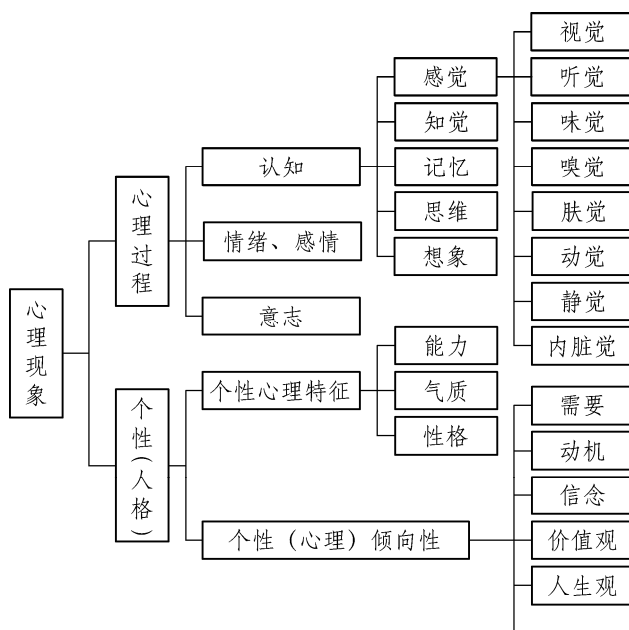 心理现象
心理过程
认知
感觉
视觉
听觉
味觉
嗅觉
肤觉
动觉
静觉
内脏觉
知觉
记忆
思维
想象
情绪、感情
意志
个性(人格)
个性心理特征
能力
气质
性格
个性（心理）倾向性
需要
动机
信念
价值观
人生观